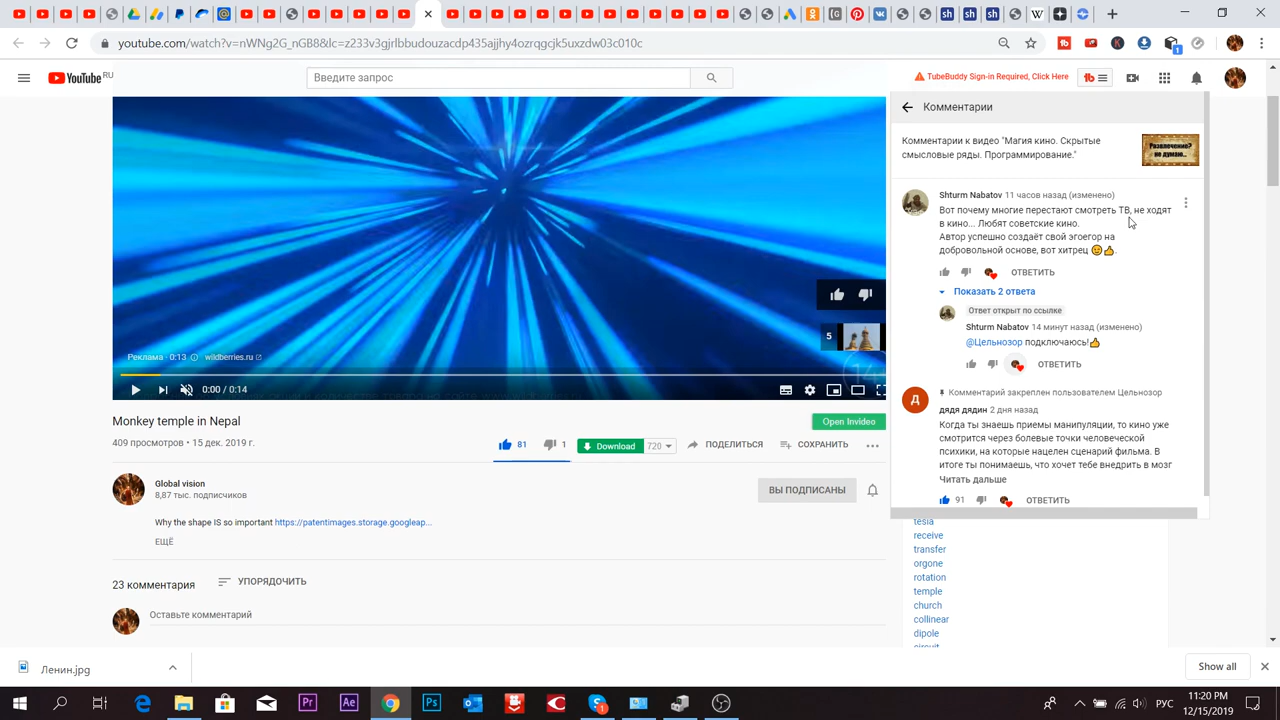 youtube.com/watch?v=nWNg2G_nGB8&lc=z233v3gjrlbbudouzacdp435ajjhy4ozrqgcjk5uxzdw03c010c
YouTube RU
Введите запрос
TubeBuddy Sign-in Required, Click Here
Комментарии
Комментарии к видео "Магия кино. Скрытые
смысловые ряды. Программирование."
Развлечение?
не думаю...
Shturm Nabatov 11 часов назад (изменено)
Вот почему многие перестают смотреть ТВ, не ходят
в кино... Любят советские кино.
Автор успешно создаёт свой эгоегор на
добровольной основе, вот хитрец 😉👍.
ОТВЕТИТЬ
Показать 2 ответа
Ответ открыт по ссылке
Shturm Nabatov 14 минут назад (изменено)
@Цельнозор подключаюсь!👍
ОТВЕТИТЬ
Комментарий закреплен пользователем Цельнозор
Д
дядя дядин 2 дня назад
Когда ты знаешь приемы манипуляции, то кино уже
смотрится через болевые точки человеческой
психики, на которые нацелен сценарий фильма. В
итоге ты понимаешь, что хочет тебе внедрить в мозг
Читать дальше
91 ОТВЕТИТЬ
5
Реклама · 0:13 wildberries.ru
0:00 / 0:14
Monkey temple in Nepal
Open Invideo
409 просмотров • 15 дек. 2019 г.
81 1 Download 720 ПОДЕЛИТЬСЯ СОХРАНИТЬ
Global vision
8,87 тыс. подписчиков
ВЫ ПОДПИСАНЫ
Why the shape IS so important https://patentimages.storage.googleap...
ЕЩЁ
23 комментария УПОРЯДОЧИТЬ
Оставьте комментарий
tesla
receive
transfer
orgone
rotation
temple
church
collinear
dipole
circuit
Ленин.jpg
Show all
Pr Ae Ps
РУС
11:20 PM
12/15/2019